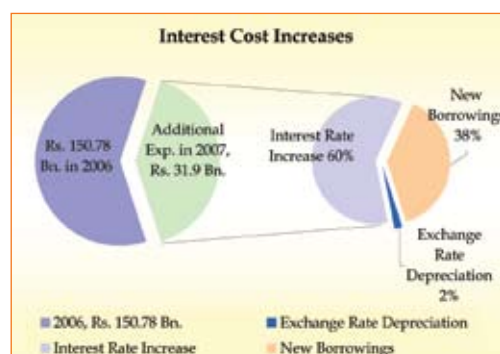 Interest Cost Increases
Rs. 150.78
Bn. in 2006
Additional
Exp. in 2007,
Rs. 31.9 Bn.
Interest Rate
Increase 60%
New
Borrowings
38%
Exchange
Rate
Depreciation
2%
2006, Rs. 150.78 Bn.
Exchange Rate Depreciation
Interest Rate Increase
New Borrowings